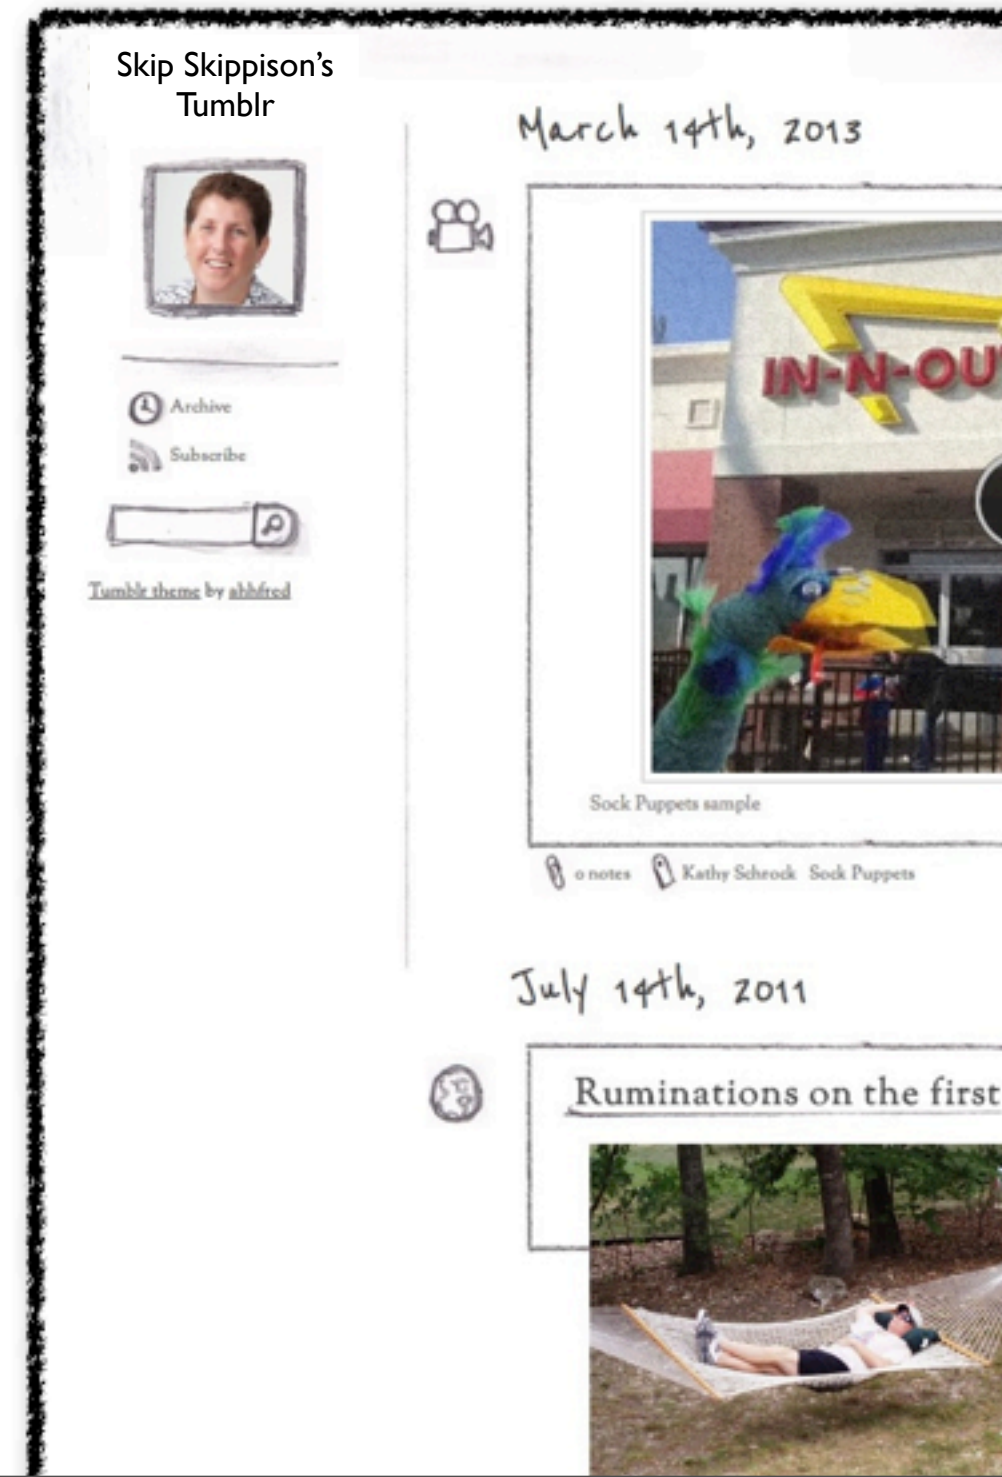 Skip Skippison's
Tumblr
Archive
Subscribe
Tumblr theme by ahhfred
March 14th, 2013
IN-N-OU
Sock Puppets sample
0 notes Kathy Schrock Sock Puppets
July 14th, 2011
Ruminations on the first